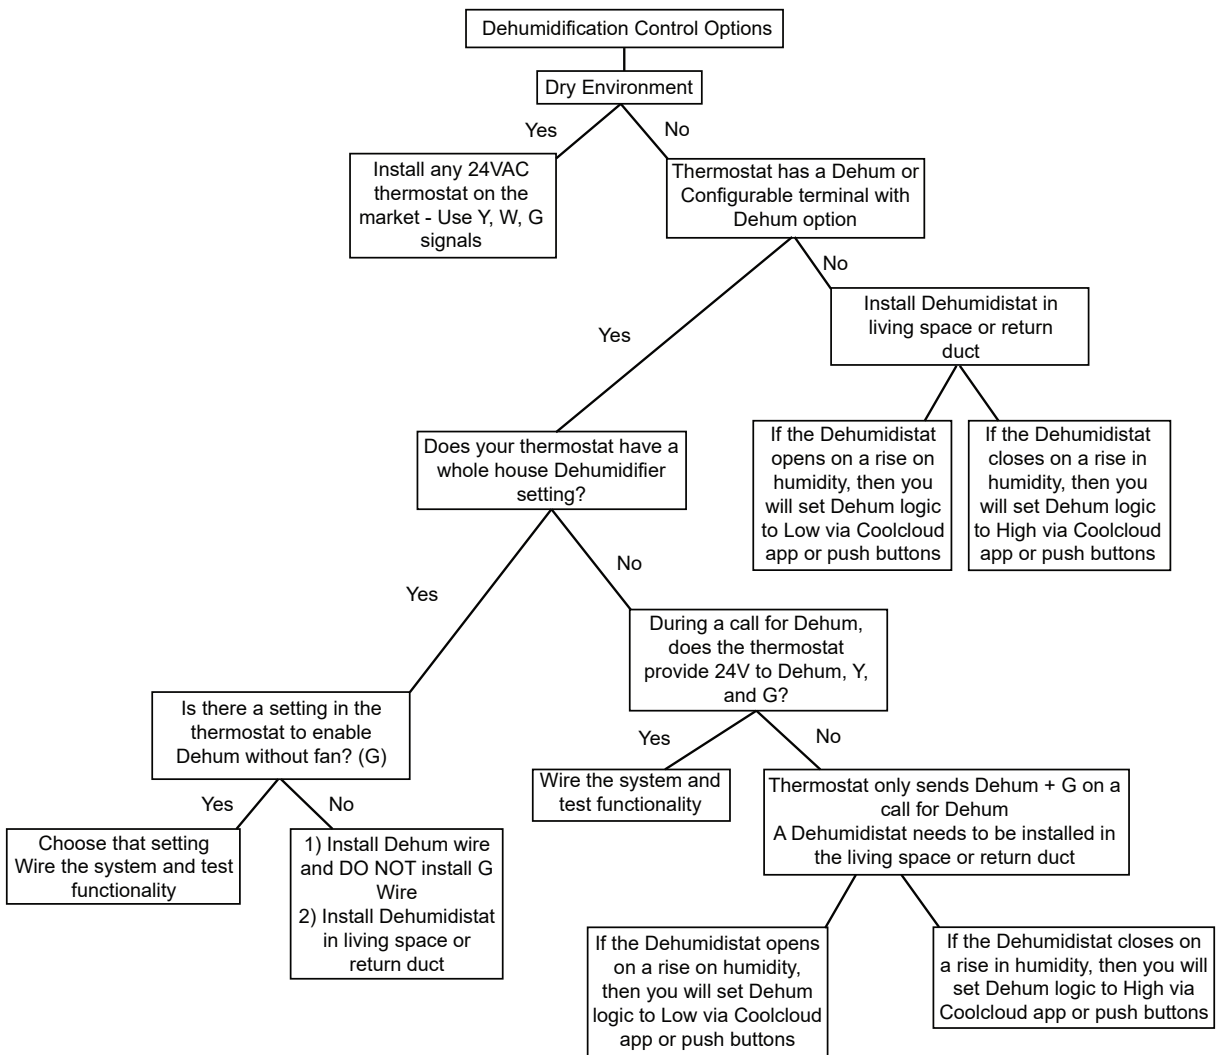 Dehumidification Control Options
Dry Environment
Yes
No
Install any 24VAC
thermostat on the
market - Use Y, W, G
signals
Thermostat has a Dehum or
Configurable terminal with
Dehum option
Yes
No
Install Dehumidistat in
living space or return
duct
If the Dehumidistat
opens on a rise on
humidity, then you
will set Dehum logic
to Low via Coolcloud
app or push buttons
If the Dehumidistat
closes on a rise in
humidity, then you
will set Dehum logic
to High via Coolcloud
app or push buttons
Does your thermostat have a
whole house Dehumidifier
setting?
Yes
No
During a call for Dehum,
does the thermostat
provide 24V to Dehum, Y,
and G?
Is there a setting in the
thermostat to enable
Dehum without fan? (G)
Yes
No
Choose that setting
Wire the system and test
functionality
1) Install Dehum wire
and DO NOT install G
Wire
2) Install Dehumidistat
in living space or
return duct
Yes
No
Wire the system and
test functionality
Thermostat only sends Dehum + G on a
call for Dehum
A Dehumidistat needs to be installed in
the living space or return duct
If the Dehumidistat opens
on a rise on humidity,
then you will set Dehum
logic to Low via Coolcloud
app or push buttons
If the Dehumidistat closes on
a rise in humidity, then you will
set Dehum logic to High via
Coolcloud app or push buttons